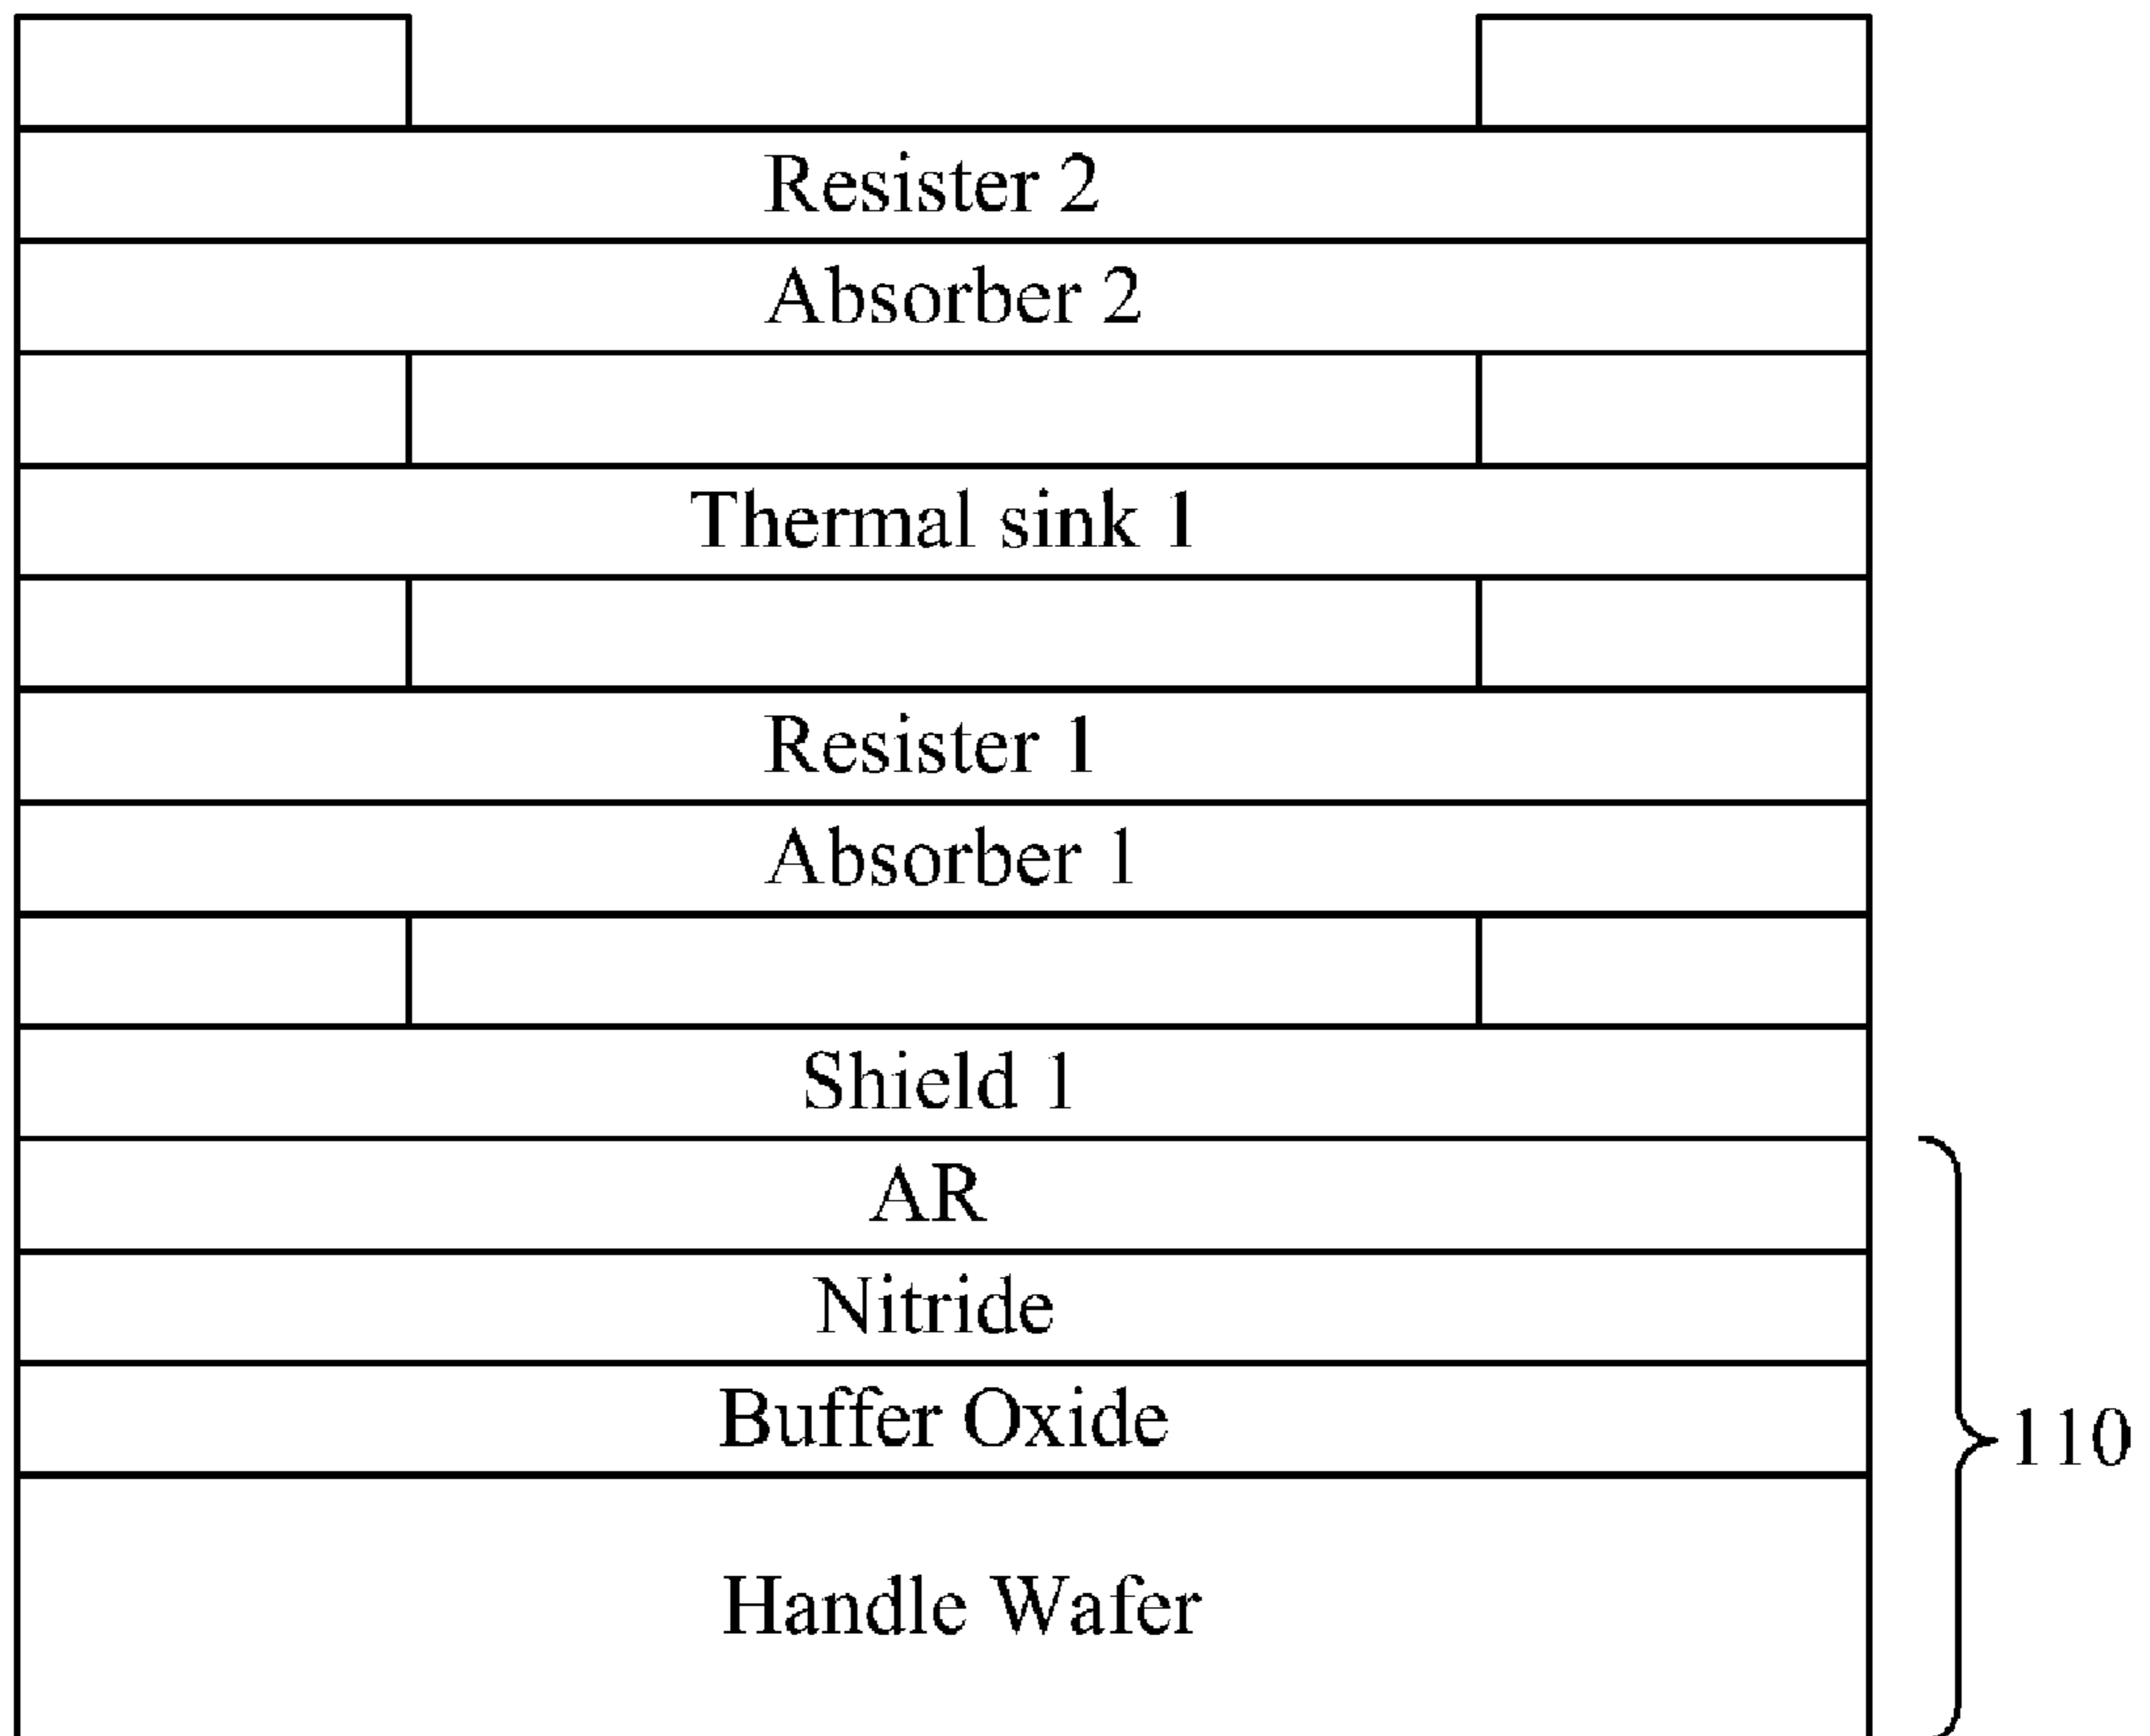 Resister 2
Absorber 2
Thermal sink 1
Resister 1
Absorber 1
Shield 1
AR
Nitride
Buffer Oxide
110
Handle Wafer